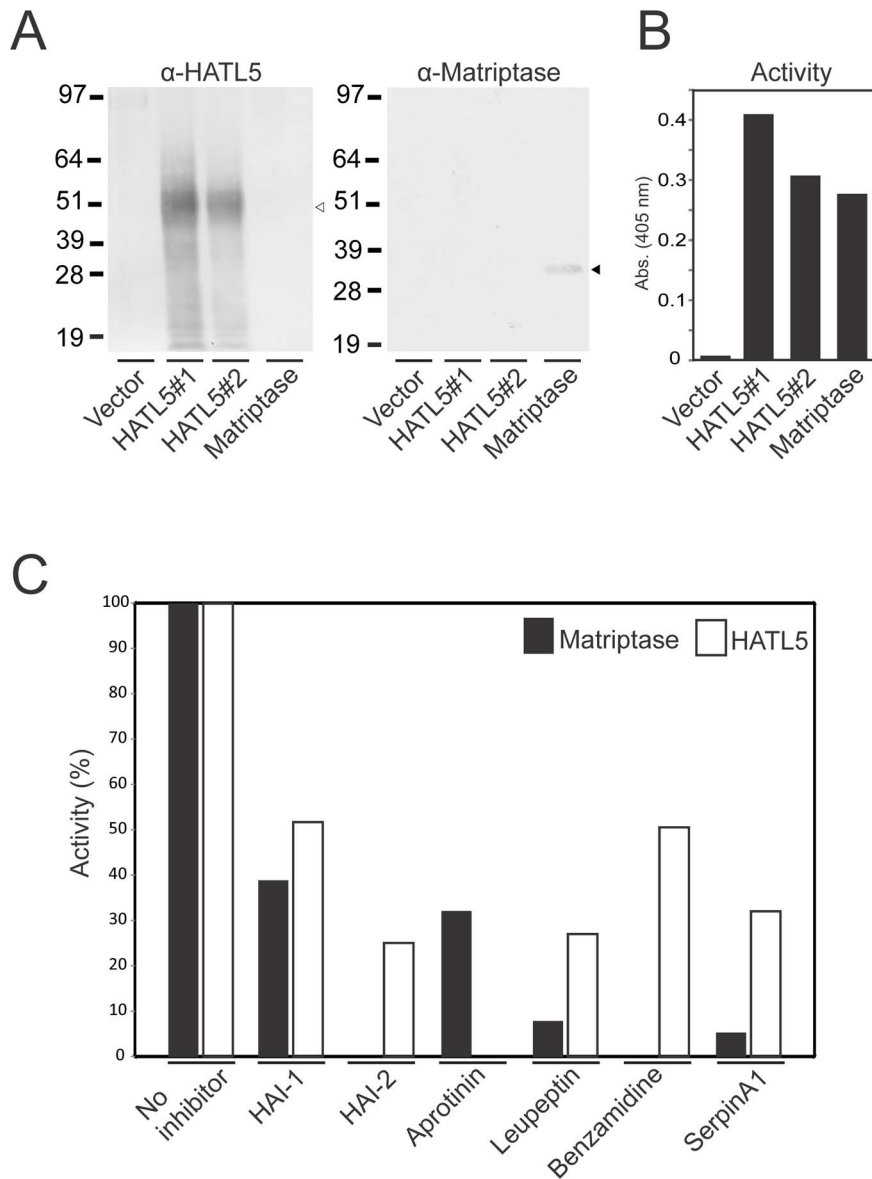 A
α-HATL5
97
64
51
39
28
19
Vector
HATL5#1
HATL5#2
Matriptase
α-Matriptase
97
64
51
39
28
19
Vector
HATL5#1
HATL5#2
Matriptase
B
Activity
Abs. (405 nm)
0.4
0.3
0.2
0.1
0
Vector
HATL5#1
HATL5#2
Matriptase
C
Activity (%)
100
90
80
70
60
50
40
30
20
10
0
Matriptase
HATL5
No
inhibitor
HAI-1
HAI-2
Aprotinin
Leupeptin
Benzamidine
SerpinA1